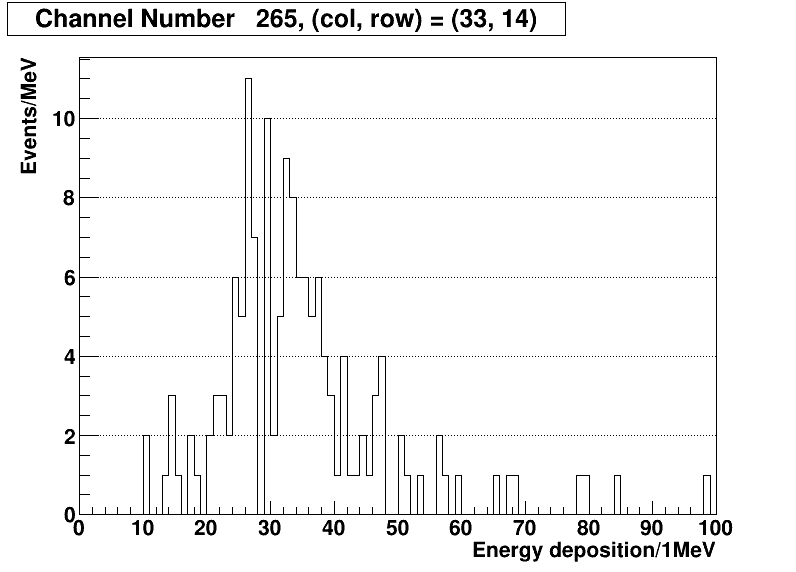 Channel Number 265, (col, row) = (33, 14)
Events/MeV
10
8
6
4
2
0
0 10 20 30 40 50 60 70 80 90 100
Energy deposition/1MeV